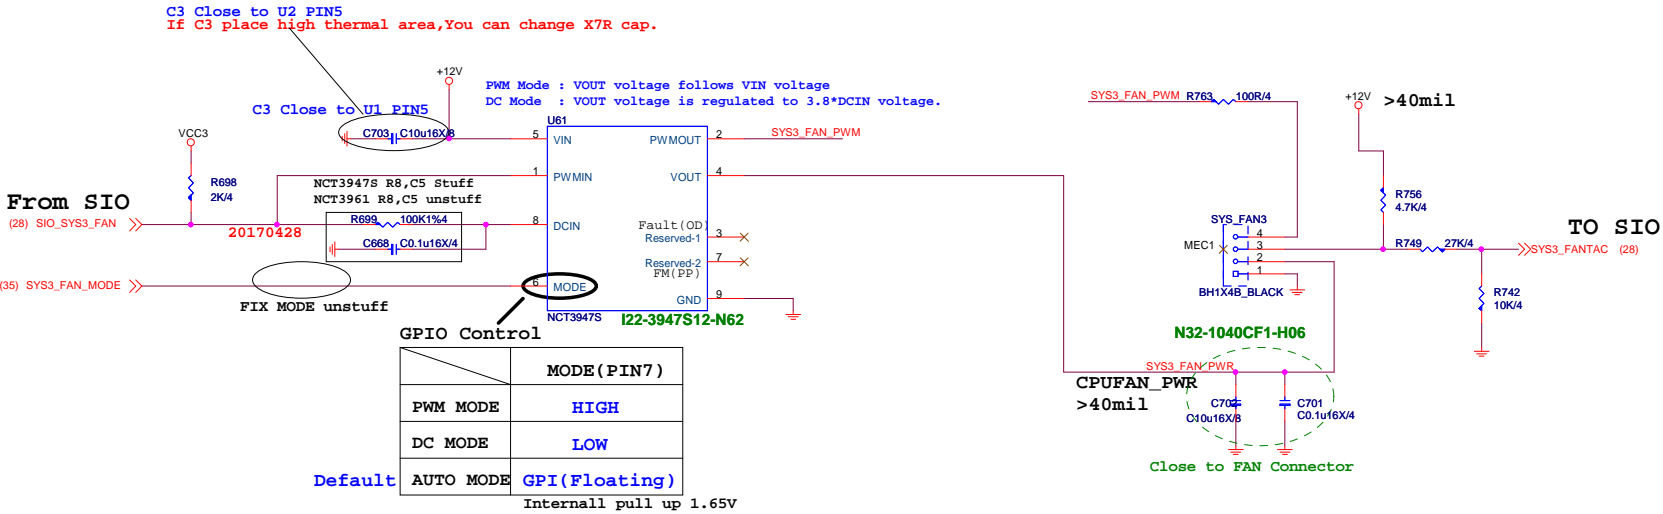 C3 Close to U2 PIN5
If C3 place high thermal area,You can change X7R cap.
+12V
PWM Mode : VOUT voltage follows VIN voltage
DC Mode : VOUT voltage is regulated to 3.8*DCIN voltage.
C3 Close to U1 PIN5
C703
C10u16X/8
VCC3
R698
2K/4
From SIO
(28) SIO_SYS3_FAN
20170428
NCT3947S R8,C5 Stuff
NCT3961 R8,C5 unstuff
R699
100K1%4
C668
C0.1u16X/4
(35) SYS3_FAN_MODE
FIX MODE unstuff
U61
5 VIN
1 PWMIN
8 DCIN
6 MODE
PWMOUT 2
VOUT 4
Fault(OD)
Reserved-1 3
Reserved-2 7
FM(PP)
GND 9
NCT3947S
I22-3947S12-N62
SYS3_FAN_PWM
GPIO Control
MODE(PIN7)
PWM MODE HIGH
DC MODE LOW
Default AUTO MODE GPI(Floating)
Internall pull up 1.65V
SYS3_FAN_PWM R763 100R/4
+12V >40mil
R756
4.7K/4
SYS_FAN3
MEC1
4
3
2
1
BH1X4B_BLACK
N32-1040CF1-H06
R749 27K/4
TO SIO
SYS3_FANTAC (28)
R742
10K/4
SYS3_FAN_PWR
CPUFAN_PWR
>40mil
C702
C10u16X/8
C701
C0.1u16X/4
Close to FAN Connector